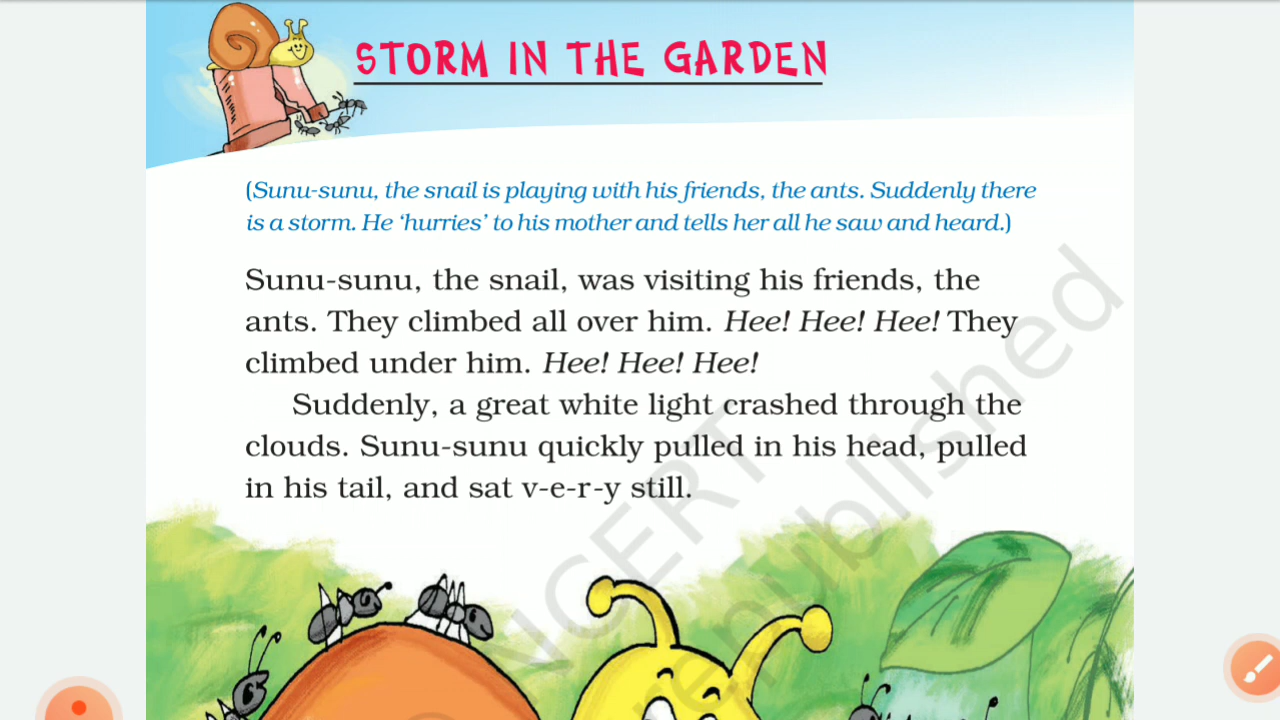 STORM IN THE GARDEN
(Sunu-sunu, the snail is playing with his friends, the ants. Suddenly there
is a storm. He ‘hurries’ to his mother and tells her all he saw and heard.)
Sunu-sunu, the snail, was visiting his friends, the
ants. They climbed all over him. Hee! Hee! Hee! They
climbed under him. Hee! Hee! Hee!
Suddenly, a great white light crashed through the
clouds. Sunu-sunu quickly pulled in his head, pulled
in his tail, and sat v-e-r-y still.
NCERT
republished